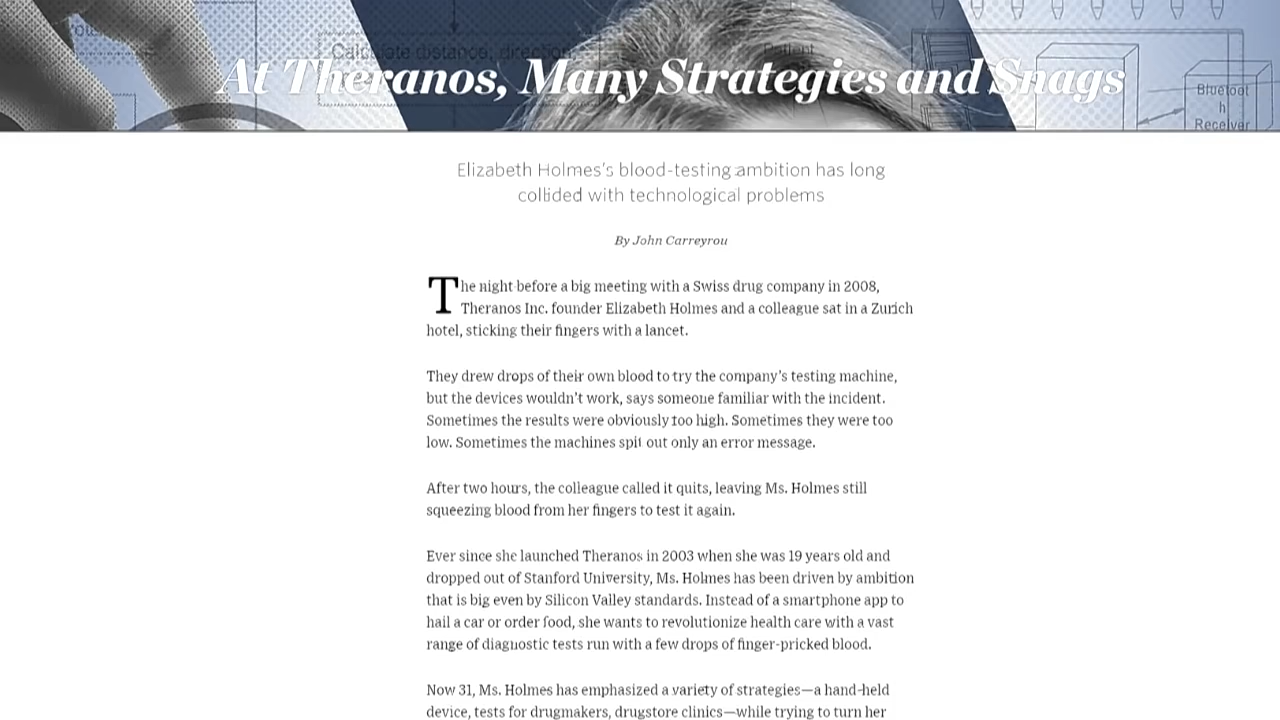 Calculate distance, direction
Patient
At Theranos, Many Strategies and Snags
Bluetoot
h
Receiver
Elizabeth Holmes's blood-testing ambition has long
collided with technological problems
By John Carreyrou
The night before a big meeting with a Swiss drug company in 2008,
Theranos Inc. founder Elizabeth Holmes and a colleague sat in a Zurich
hotel, sticking their fingers with a lancet.
They drew drops of their own blood to try the company's testing machine,
but the devices wouldn't work, says someone familiar with the incident.
Sometimes the results were obviously too high. Sometimes they were too
low. Sometimes the machines spit out only an error message.
After two hours, the colleague called it quits, leaving Ms. Holmes still
squeezing blood from her fingers to test it again.
Ever since she launched Theranos in 2003 when she was 19 years old and
dropped out of Stanford University, Ms. Holmes has been driven by ambition
that is big even by Silicon Valley standards. Instead of a smartphone app to
hail a car or order food, she wants to revolutionize health care with a vast
range of diagnostic tests run with a few drops of finger-pricked blood.
Now 31, Ms. Holmes has emphasized a variety of strategies—a hand-held
device, tests for drugmakers, drugstore clinics—while trying to turn her